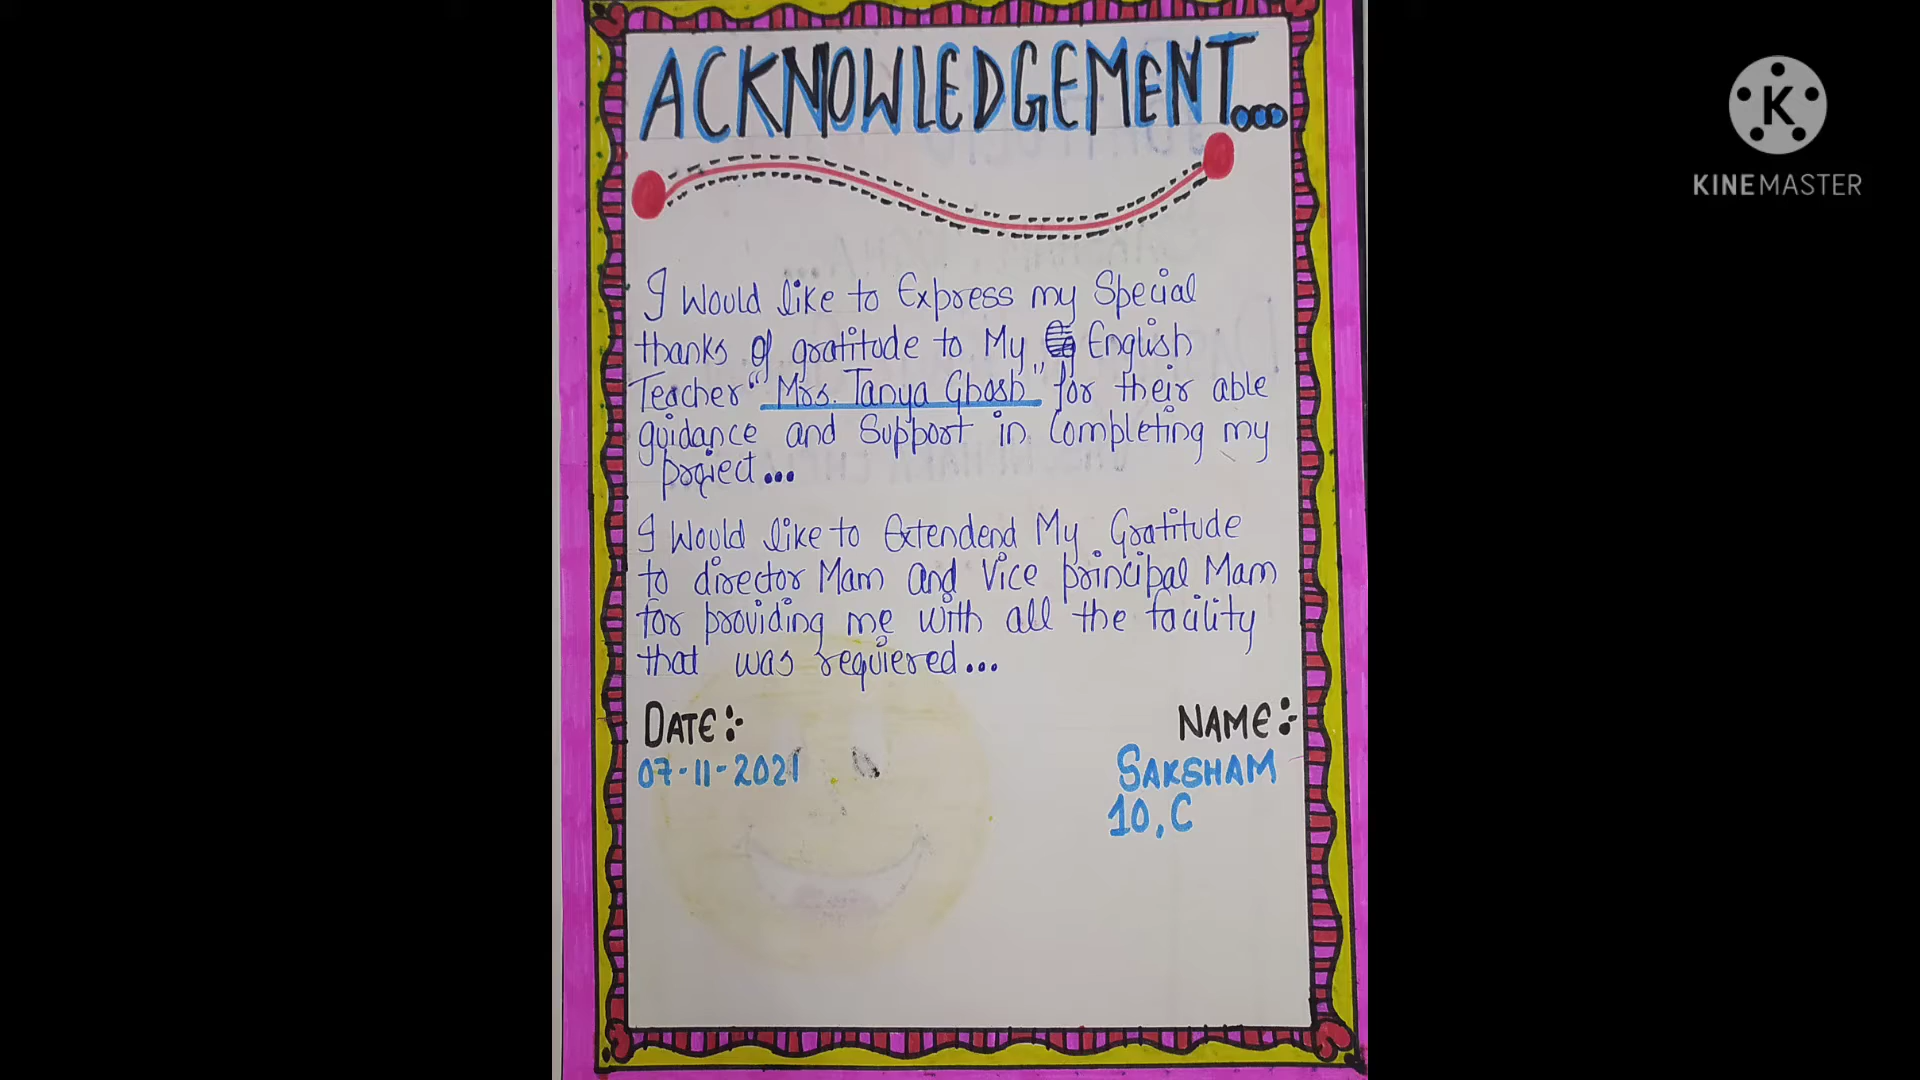 ACKNOWLEDGEMENT...
I would like to Express my Special
thanks of gratitude to My English
Teacher "Mrs. Tanya Ghosh" for their able
guidance and Support in Completing my
project...
I would like to Extendend My Gratitude
to director Mam and Vice principal Mam
for providing me with all the facility
that was requiered...
DATE:-
07-11-2021
NAME:-
SAKSHAM
10,C
K
KINEMASTER